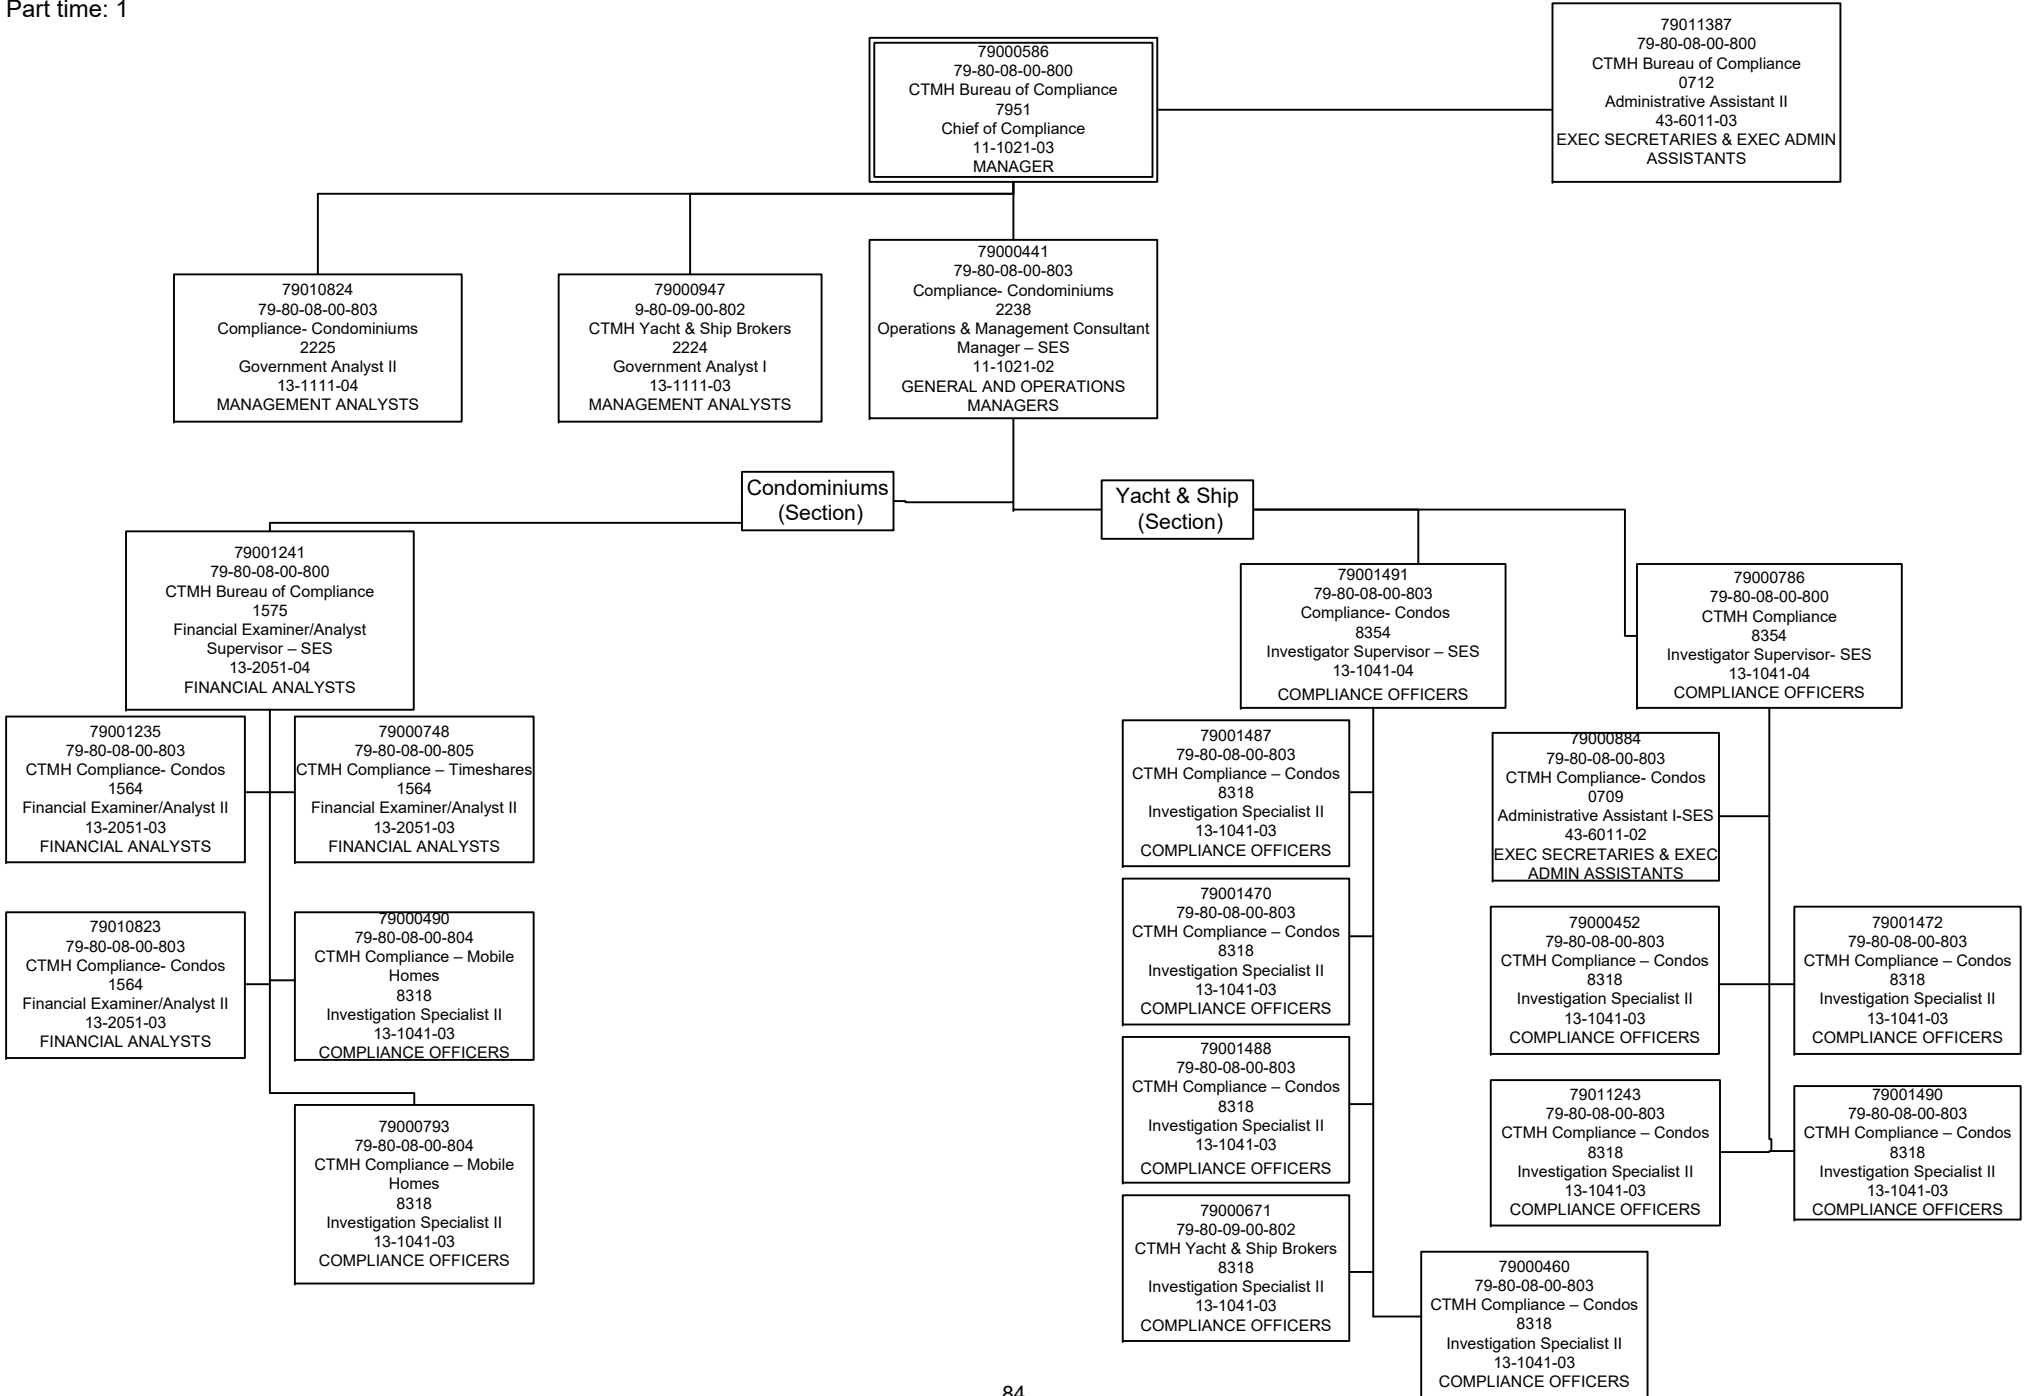 Part time: 1
79000586
79-80-08-00-800
CTMH Bureau of Compliance
7951
Chief of Compliance
11-1021-03
MANAGER
79011387
79-80-08-00-800
CTMH Bureau of Compliance
0712
Administrative Assistant II
43-6011-03
EXEC SECRETARIES & EXEC ADMIN
ASSISTANTS
79010824
79-80-08-00-803
Compliance- Condominiums
2225
Government Analyst II
13-1111-04
MANAGEMENT ANALYSTS
79000947
9-80-09-00-802
CTMH Yacht & Ship Brokers
2224
Government Analyst I
13-1111-03
MANAGEMENT ANALYSTS
79000441
79-80-08-00-803
Compliance- Condominiums
2238
Operations & Management Consultant
Manager – SES
11-1021-02
GENERAL AND OPERATIONS
MANAGERS
Condominiums
(Section)
Yacht & Ship
(Section)
79001241
79-80-08-00-800
CTMH Bureau of Compliance
1575
Financial Examiner/Analyst
Supervisor – SES
13-2051-04
FINANCIAL ANALYSTS
79001491
79-80-08-00-803
Compliance- Condos
8354
Investigator Supervisor – SES
13-1041-04
COMPLIANCE OFFICERS
79000786
79-80-08-00-800
CTMH Compliance
8354
Investigator Supervisor- SES
13-1041-04
COMPLIANCE OFFICERS
79001235
79-80-08-00-803
CTMH Compliance- Condos
1564
Financial Examiner/Analyst II
13-2051-03
FINANCIAL ANALYSTS
79000748
79-80-08-00-805
CTMH Compliance – Timeshares
1564
Financial Examiner/Analyst II
13-2051-03
FINANCIAL ANALYSTS
79010823
79-80-08-00-803
CTMH Compliance- Condos
1564
Financial Examiner/Analyst II
13-2051-03
FINANCIAL ANALYSTS
79000490
79-80-08-00-804
CTMH Compliance – Mobile
Homes
8318
Investigation Specialist II
13-1041-03
COMPLIANCE OFFICERS
79000793
79-80-08-00-804
CTMH Compliance – Mobile
Homes
8318
Investigation Specialist II
13-1041-03
COMPLIANCE OFFICERS
79001487
79-80-08-00-803
CTMH Compliance – Condos
8318
Investigation Specialist II
13-1041-03
COMPLIANCE OFFICERS
79001470
79-80-08-00-803
CTMH Compliance – Condos
8318
Investigation Specialist II
13-1041-03
COMPLIANCE OFFICERS
79001488
79-80-08-00-803
CTMH Compliance – Condos
8318
Investigation Specialist II
13-1041-03
COMPLIANCE OFFICERS
79000671
79-80-09-00-802
CTMH Yacht & Ship Brokers
8318
Investigation Specialist II
13-1041-03
COMPLIANCE OFFICERS
79000460
79-80-08-00-803
CTMH Compliance – Condos
8318
Investigation Specialist II
13-1041-03
COMPLIANCE OFFICERS
79000884
79-80-08-00-803
CTMH Compliance- Condos
0709
Administrative Assistant I-SES
43-6011-02
EXEC SECRETARIES & EXEC
ADMIN ASSISTANTS
79000452
79-80-08-00-803
CTMH Compliance – Condos
8318
Investigation Specialist II
13-1041-03
COMPLIANCE OFFICERS
79001472
79-80-08-00-803
CTMH Compliance – Condos
8318
Investigation Specialist II
13-1041-03
COMPLIANCE OFFICERS
79011243
79-80-08-00-803
CTMH Compliance – Condos
8318
Investigation Specialist II
13-1041-03
COMPLIANCE OFFICERS
79001490
79-80-08-00-803
CTMH Compliance – Condos
8318
Investigation Specialist II
13-1041-03
COMPLIANCE OFFICERS
84